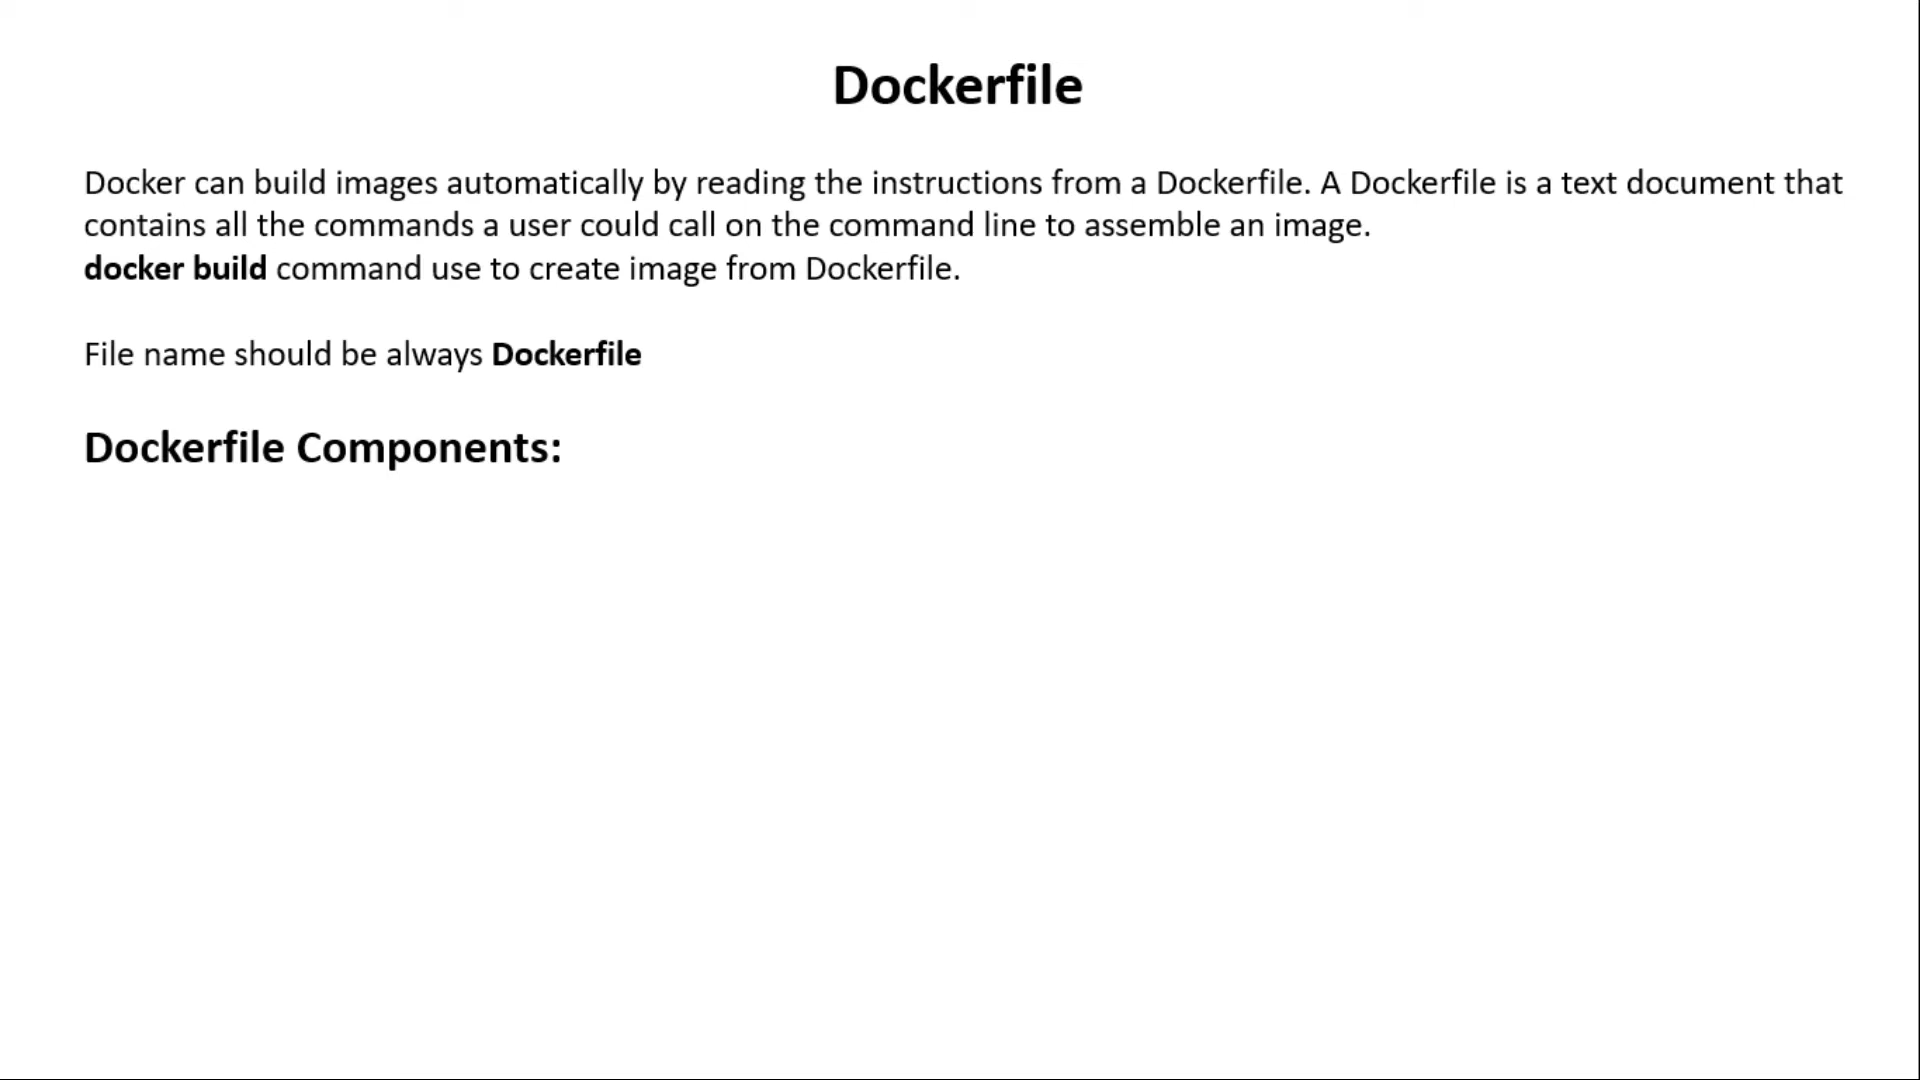 Dockerfile
Docker can build images automatically by reading the instructions from a Dockerfile. A Dockerfile is a text document that
contains all the commands a user could call on the command line to assemble an image.
docker build command use to create image from Dockerfile.
File name should be always Dockerfile
Dockerfile Components: